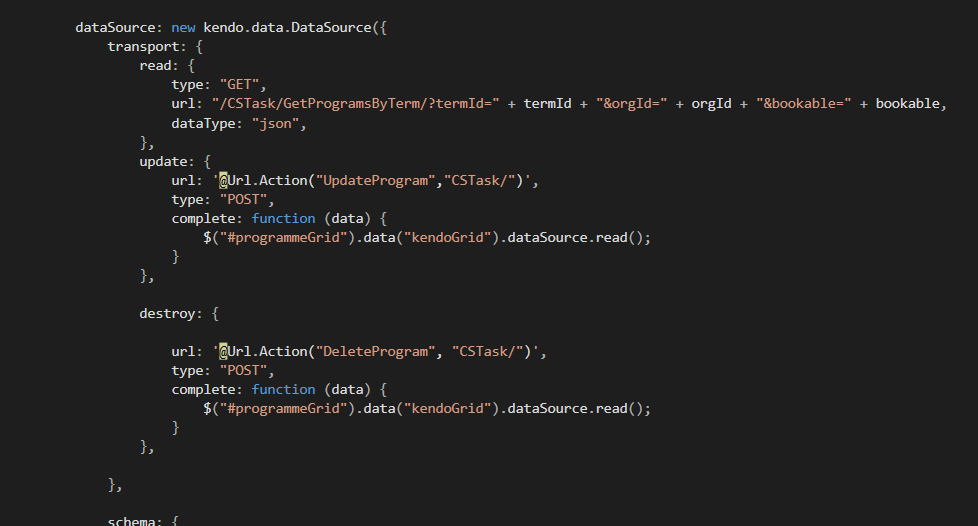 dataSource: new kendo.data.DataSource({
transport: {
read: {
type: "GET",
url: "/CSTask/GetProgramsByTerm/?termId=" + termId + "&orgId=" + orgId + "&bookable=" + bookable,
dataType: "json",
},
update: {
url: '@Url.Action("UpdateProgram","CSTask/")',
type: "POST",
complete: function (data) {
$("#programmeGrid").data("kendoGrid").dataSource.read();
}
},
destroy: {
url: '@Url.Action("DeleteProgram", "CSTask/")',
type: "POST",
complete: function (data) {
$("#programmeGrid").data("kendoGrid").dataSource.read();
}
},
},
schema: {